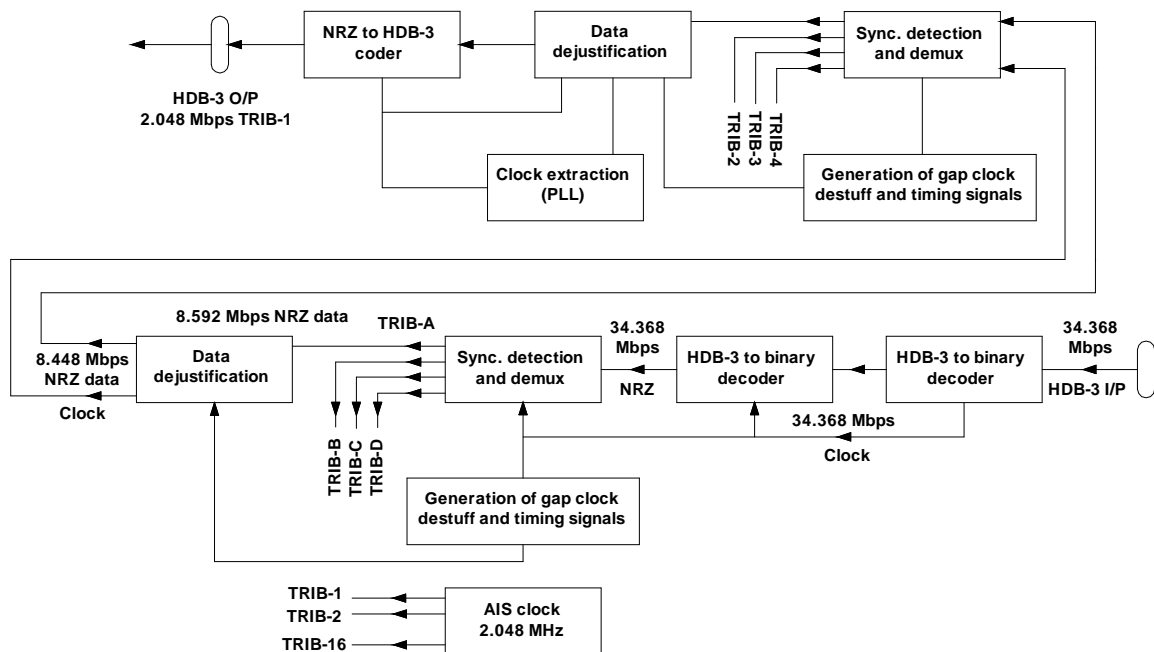 NRZ to HDB-3
coder
Data
dejustification
Sync. detection
and demux
HDB-3 O/P
2.048 Mbps TRIB-1
TRIB-2
TRIB-3
TRIB-4
Clock extraction
(PLL)
Generation of gap clock
destuff and timing signals
8.592 Mbps NRZ data
TRIB-A
34.368
Mbps
NRZ
34.368
Mbps
HDB-3 I/P
8.448 Mbps
NRZ data
Clock
Data
dejustification
Sync. detection
and demux
HDB-3 to binary
decoder
HDB-3 to binary
decoder
34.368 Mbps
Clock
TRIB-B
TRIB-C
TRIB-D
Generation of gap clock
destuff and timing signals
TRIB-1
TRIB-2
TRIB-16
AIS clock
2.048 MHz